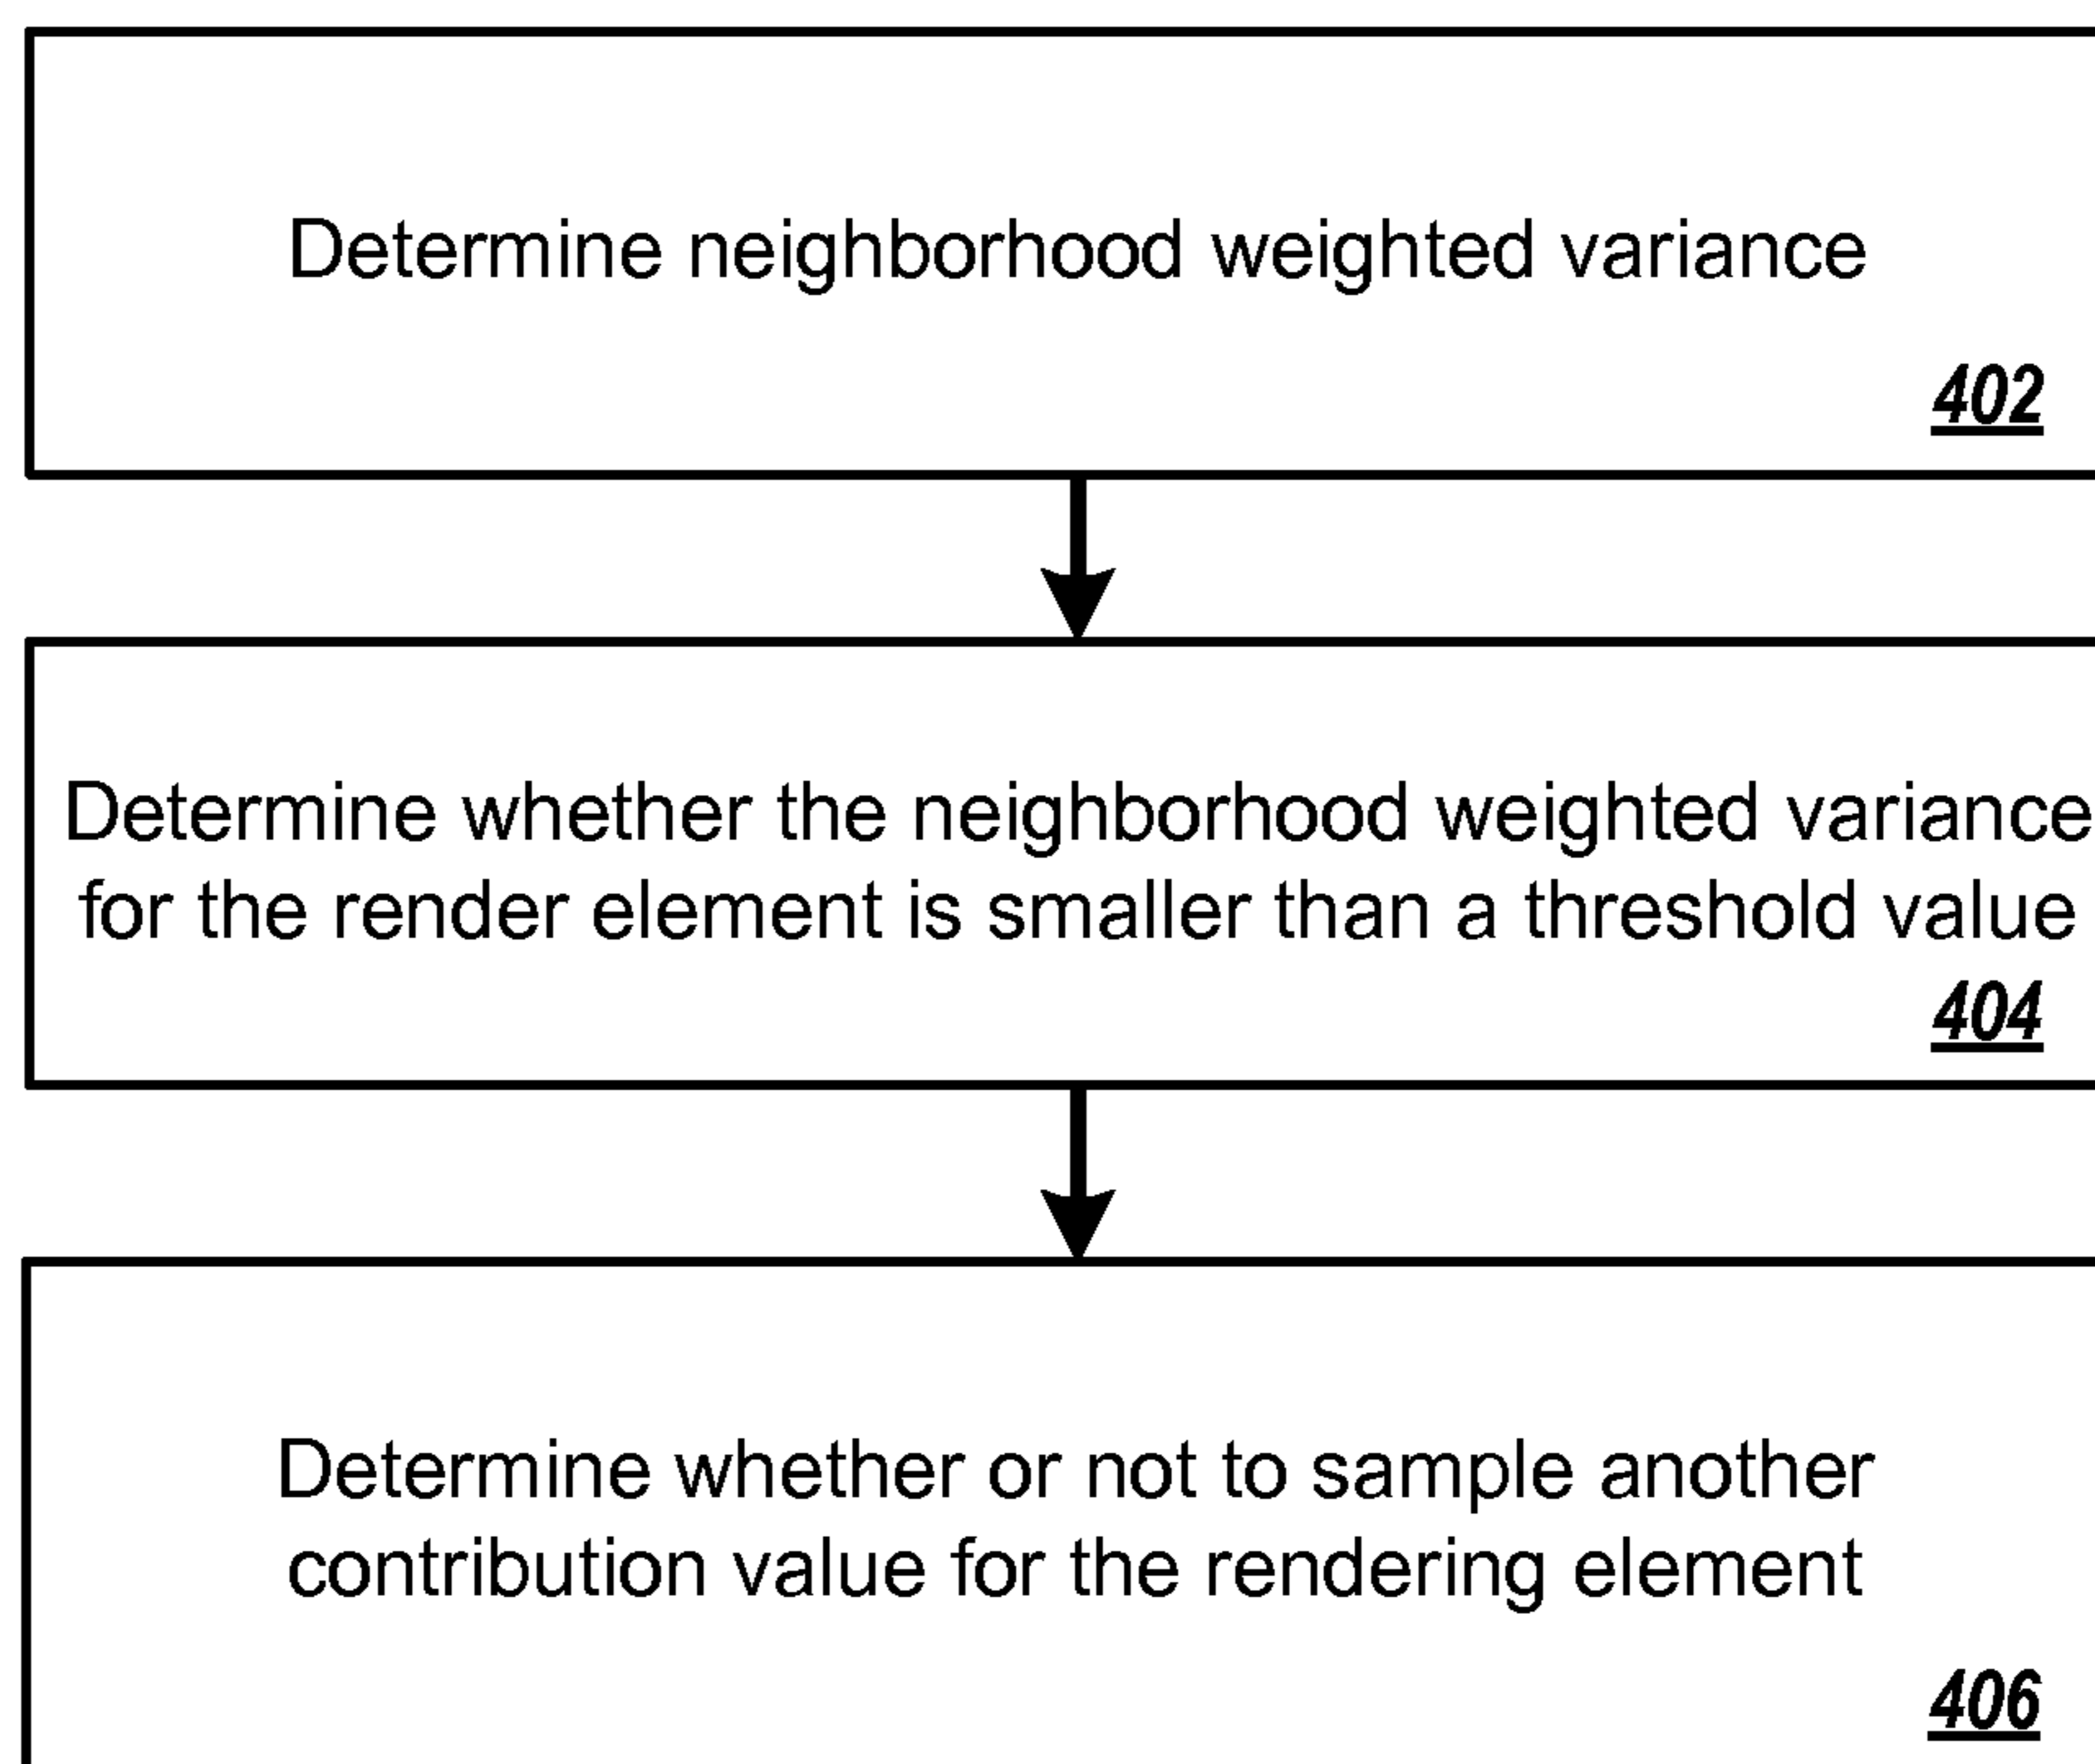 Determine neighborhood weighted variance
402
Determine whether the neighborhood weighted variance
for the render element is smaller than a threshold value
404
Determine whether or not to sample another
contribution value for the rendering element
406